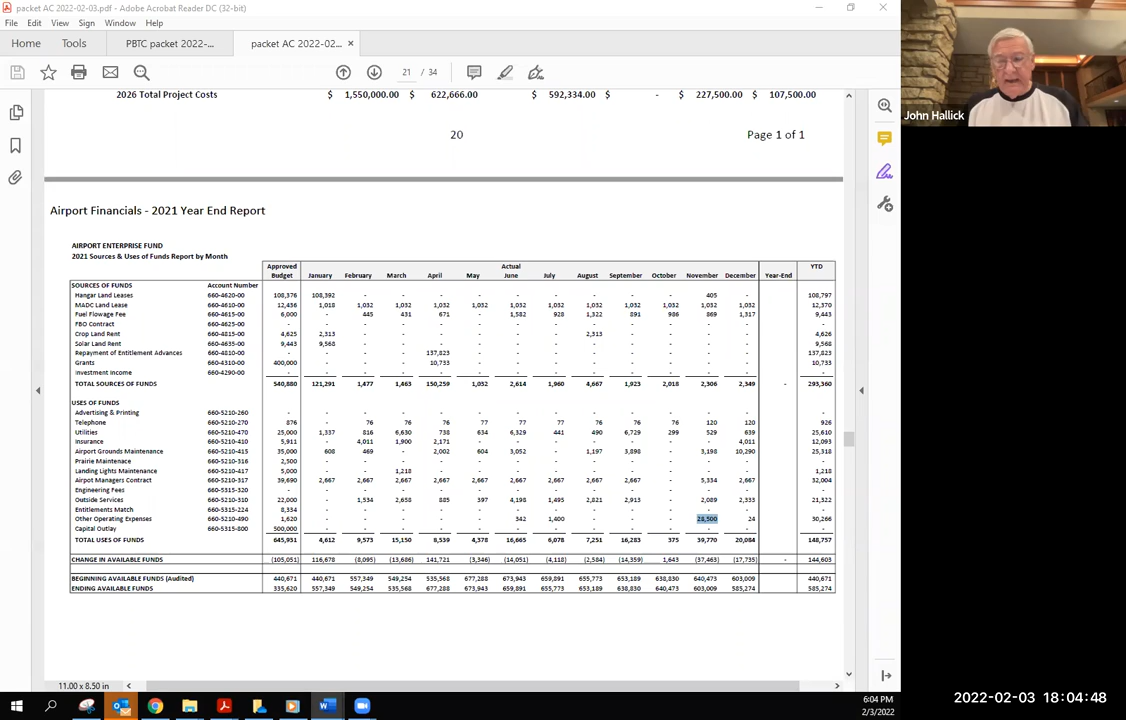 packet AC 2022-02-03.pdf - Adobe Acrobat Reader DC (32-bit)
File Edit View Sign Window Help
Home Tools PBTC packet 2022-... packet AC 2022-02... ×
21 / 34
2026 Total Project Costs $ 1,550,000.00 $ 622,666.00 $ 592,334.00 $ - $ 227,500.00 $ 107,500.00
20 Page 1 of 1
John Hallick
Airport Financials - 2021 Year End Report
AIRPORT ENTERPRISE FUND
2021 Sources & Uses of Funds Report by Month
Approved Actual
Budget January February March April May June July August September October November December Year-End YTD
SOURCES OF FUNDS Account Number
Hangar Land Leases 660-4620-00 108,376 108,392 - - - - - - - - - 405 - 108,797
MADC Land Lease 660-4610-00 12,436 1,018 1,032 1,032 1,032 1,032 1,032 1,032 1,032 1,032 1,032 1,032 1,032 12,370
Fuel Flowage Fee 660-4615-00 6,000 - 445 431 671 - 1,582 928 1,322 891 986 869 1,317 9,443
FBO Contract 660-4625-00 - - - - - - - - - - - - - -
Crop Land Rent 660-4815-00 4,625 2,313 - - - - - - 2,313 - - - - 4,626
Solar Land Rent 660-4635-00 9,443 9,568 - - - - - - - - - - - 9,568
Repayment of Entitlement Advances 660-4810-00 - - - - 137,823 - - - - - - - - 137,823
Grants 660-4310-00 400,000 - - - 10,733 - - - - - - - - 10,733
Investment Income 660-4290-00 - - - - - - - - - - - - - -
TOTAL SOURCES OF FUNDS 540,880 121,291 1,477 1,463 150,259 1,032 2,614 1,960 4,667 1,923 2,018 2,306 2,349 - 293,360
USES OF FUNDS
Advertising & Printing 660-5210-260 - - - - - - - - - - - - - -
Telephone 660-5210-270 876 - 76 76 76 77 77 77 76 76 76 120 120 926
Utilities 660-5210-470 25,000 1,337 816 6,630 738 634 6,329 441 490 6,729 299 529 639 25,610
Insurance 660-5210-410 5,911 - 4,011 1,900 2,171 - - - - - - - 4,011 12,093
Airport Grounds Maintenance 660-5210-415 35,000 608 469 - 2,002 604 3,052 - 1,197 3,898 - 3,198 10,290 25,318
Prairie Maintenace 660-5210-316 2,500 - - - - - - - - - - - - -
Landing Lights Maintenance 660-5210-417 5,000 - - 1,218 - - - - - - - - - 1,218
Airpot Managers Contract 660-5210-317 39,690 2,667 2,667 2,667 2,667 2,667 2,667 2,667 2,667 2,667 - 5,334 2,667 32,004
Engineering Fees 660-5315-320 - - - - - - - - - - - - - -
Outside Services 660-5210-310 22,000 - 1,534 2,658 885 397 4,198 1,495 2,821 2,913 - 2,089 2,333 21,322
Entitlements Match 660-5315-224 8,334 - - - - - - - - - - - - -
Other Operating Expenses 660-5210-490 1,620 - - - - - 342 1,400 - - - 28,500 24 30,266
Capital Outlay 660-5315-800 500,000 - - - - - - - - - - - - -
TOTAL USES OF FUNDS 645,931 4,612 9,573 15,150 8,539 4,378 16,665 6,078 7,251 16,283 375 39,770 20,084 148,757
CHANGE IN AVAILABLE FUNDS (105,051) 116,678 (8,095) (13,686) 141,721 (3,346) (14,051) (4,118) (2,584) (14,359) 1,643 (37,463) (17,735) - 144,603
BEGINNING AVAILABLE FUNDS (Audited) 440,671 440,671 557,349 549,254 535,568 677,288 673,943 659,891 655,773 653,189 638,830 640,473 603,009 440,671
ENDING AVAILABLE FUNDS 335,620 557,349 549,254 535,568 677,288 673,943 659,891 655,773 653,189 638,830 640,473 603,009 585,274 585,274
11.00 x 8.50 in
6:04 PM
2/3/2022
2022-02-03 18:04:48